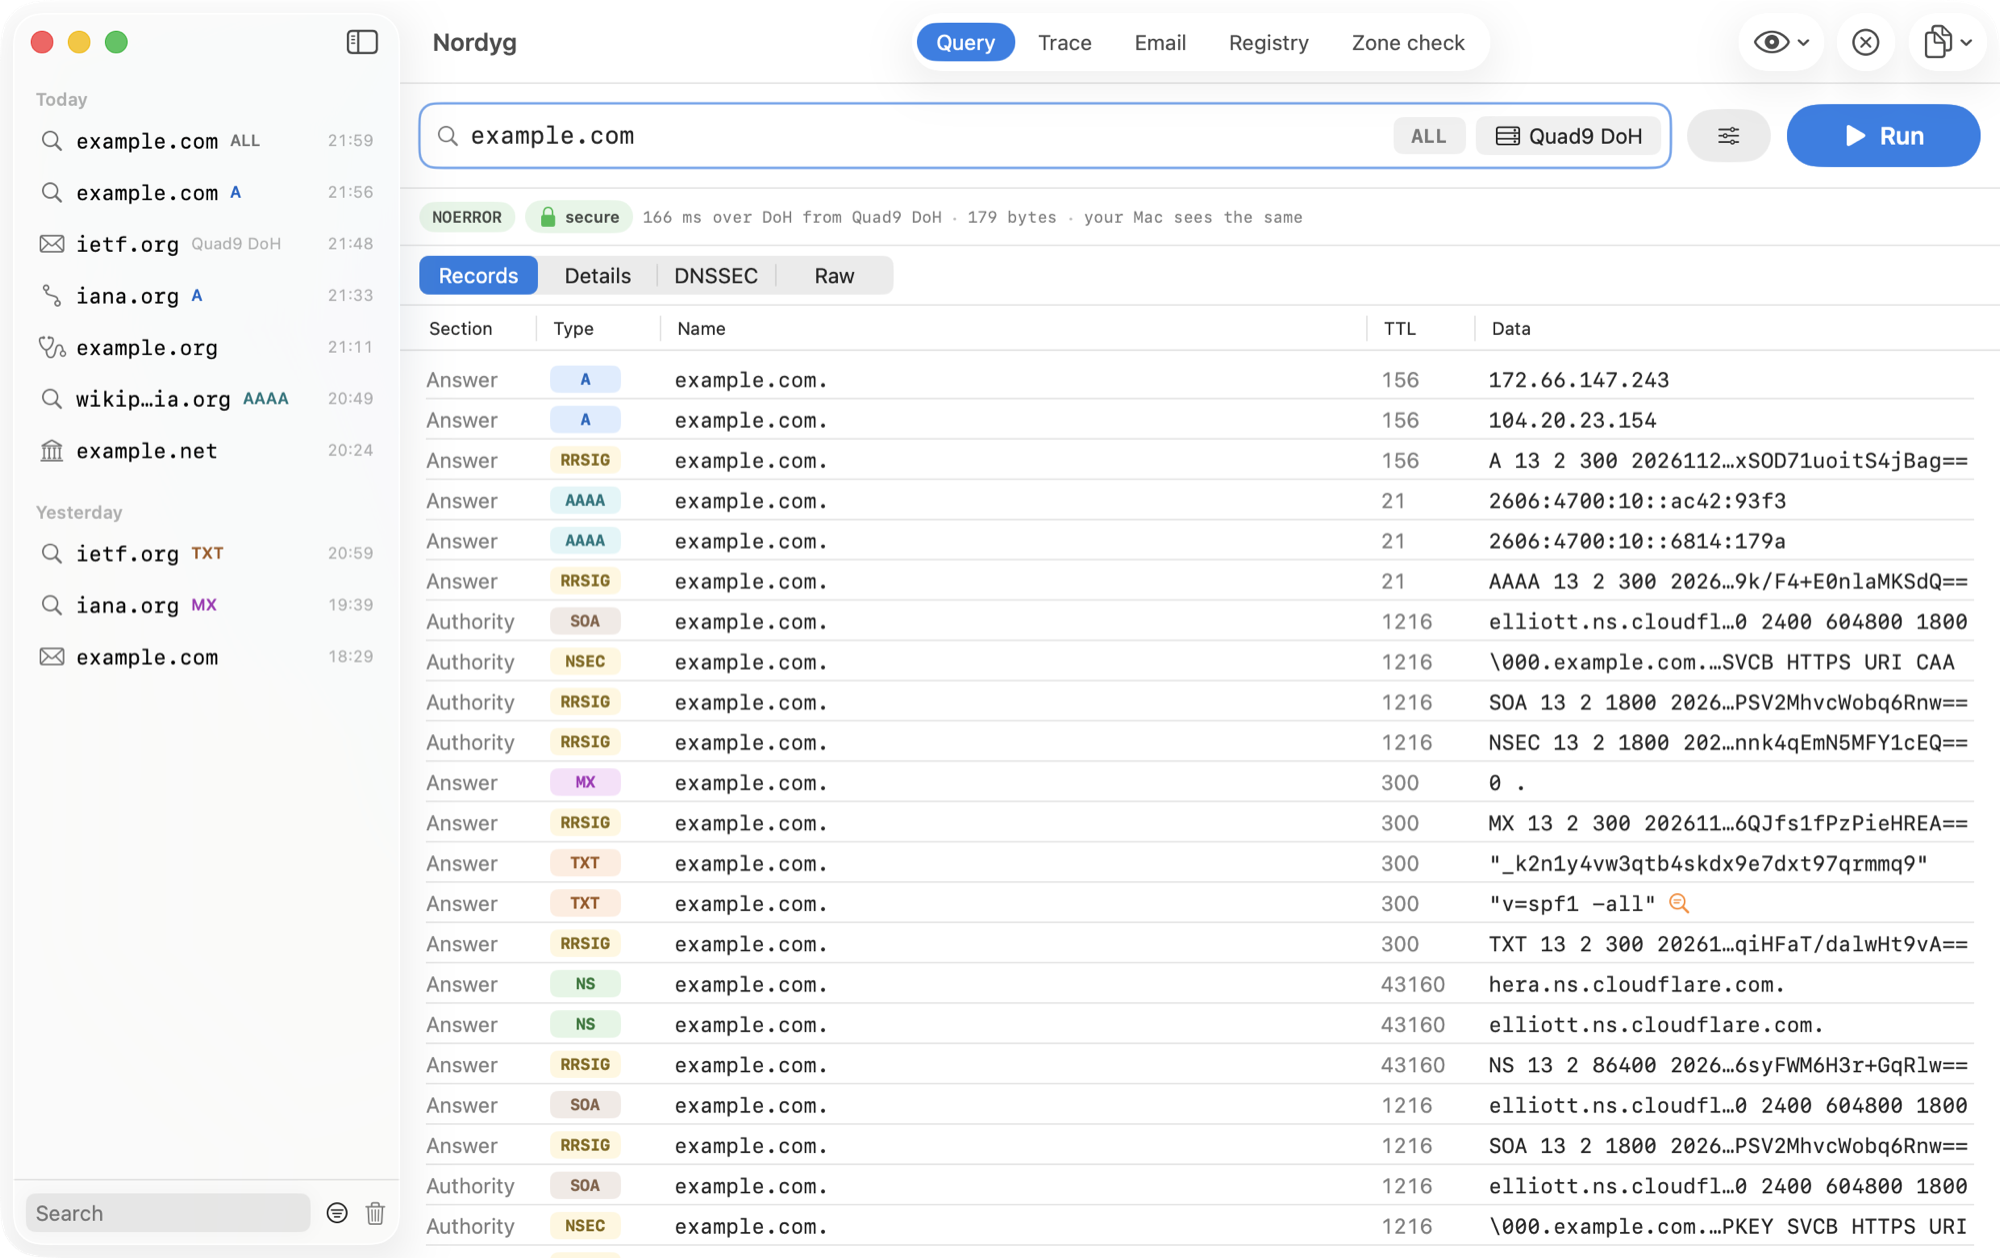 Nordyg
Query Trace Email Registry Zone check
Today
example.com ALL 21:59
example.com A 21:56
ietf.org Quad9 DoH 21:48
iana.org A 21:33
example.org 21:11
wikip…ia.org AAAA 20:49
example.net 20:24
Yesterday
ietf.org TXT 20:59
iana.org MX 19:39
example.com 18:29
Search
example.com ALL Quad9 DoH Run
NOERROR secure 166 ms over DoH from Quad9 DoH · 179 bytes · your Mac sees the same
Records Details DNSSEC Raw
Section Type Name TTL Data
Answer A example.com. 156 172.66.147.243
Answer A example.com. 156 104.20.23.154
Answer RRSIG example.com. 156 A 13 2 300 2026112…xSOD71uoitS4jBag==
Answer AAAA example.com. 21 2606:4700:10::ac42:93f3
Answer AAAA example.com. 21 2606:4700:10::6814:179a
Answer RRSIG example.com. 21 AAAA 13 2 300 2026…9k/F4+E0nlaMKSdQ==
Authority SOA example.com. 1216 elliott.ns.cloudfl…0 2400 604800 1800
Authority NSEC example.com. 1216 \000.example.com.…SVCB HTTPS URI CAA
Authority RRSIG example.com. 1216 SOA 13 2 1800 2026…PSV2MhvcWobq6Rnw==
Authority RRSIG example.com. 1216 NSEC 13 2 1800 202…nnk4qEmN5MFY1cEQ==
Answer MX example.com. 300 0 .
Answer RRSIG example.com. 300 MX 13 2 300 202611…6QJfs1fPzPieHREA==
Answer TXT example.com. 300 "_k2n1y4vw3qtb4skdx9e7dxt97qrmmq9"
Answer TXT example.com. 300 "v=spf1 -all"
Answer RRSIG example.com. 300 TXT 13 2 300 20261…qiHFaT/dalwHt9vA==
Answer NS example.com. 43160 hera.ns.cloudflare.com.
Answer NS example.com. 43160 elliott.ns.cloudflare.com.
Answer RRSIG example.com. 43160 NS 13 2 86400 2026…6syFWM6H3r+GqRlw==
Answer SOA example.com. 1216 elliott.ns.cloudfl…0 2400 604800 1800
Answer RRSIG example.com. 1216 SOA 13 2 1800 2026…PSV2MhvcWobq6Rnw==
Authority SOA example.com. 1216 elliott.ns.cloudfl…0 2400 604800 1800
Authority NSEC example.com. 1216 \000.example.com.…PKEY SVCB HTTPS URI